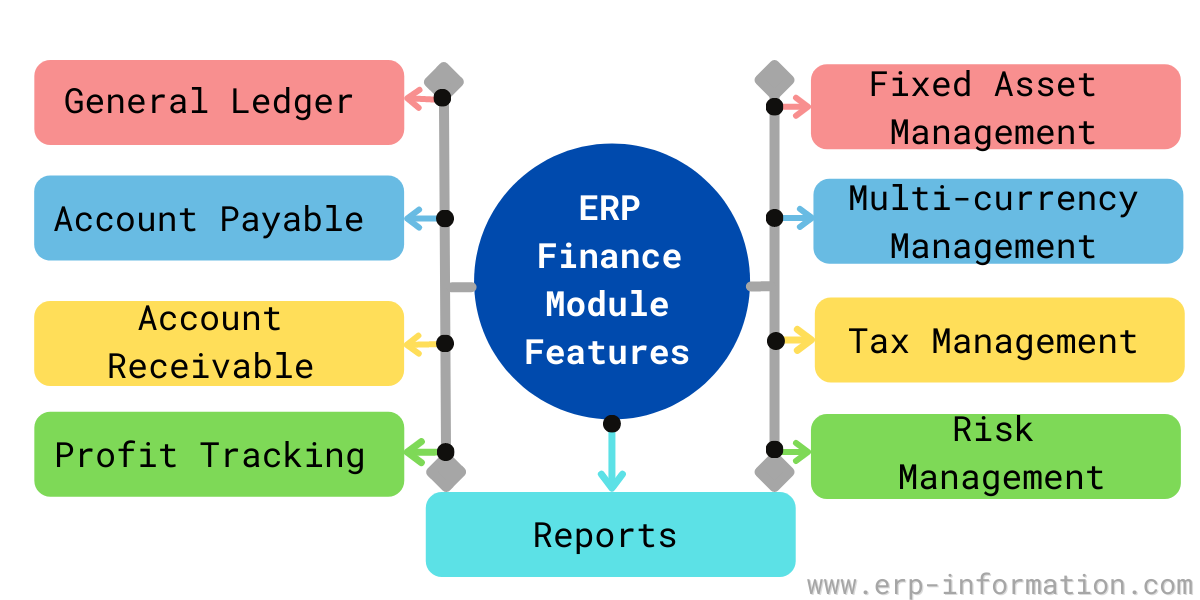 General Ledger
Account Payable
Account
Receivable
Profit Tracking
ERP
Finance
Module
Features
Fixed Asset
Management
Multi-currency
Management
Tax Management
Risk
Management
Reports
www.erp-information.com